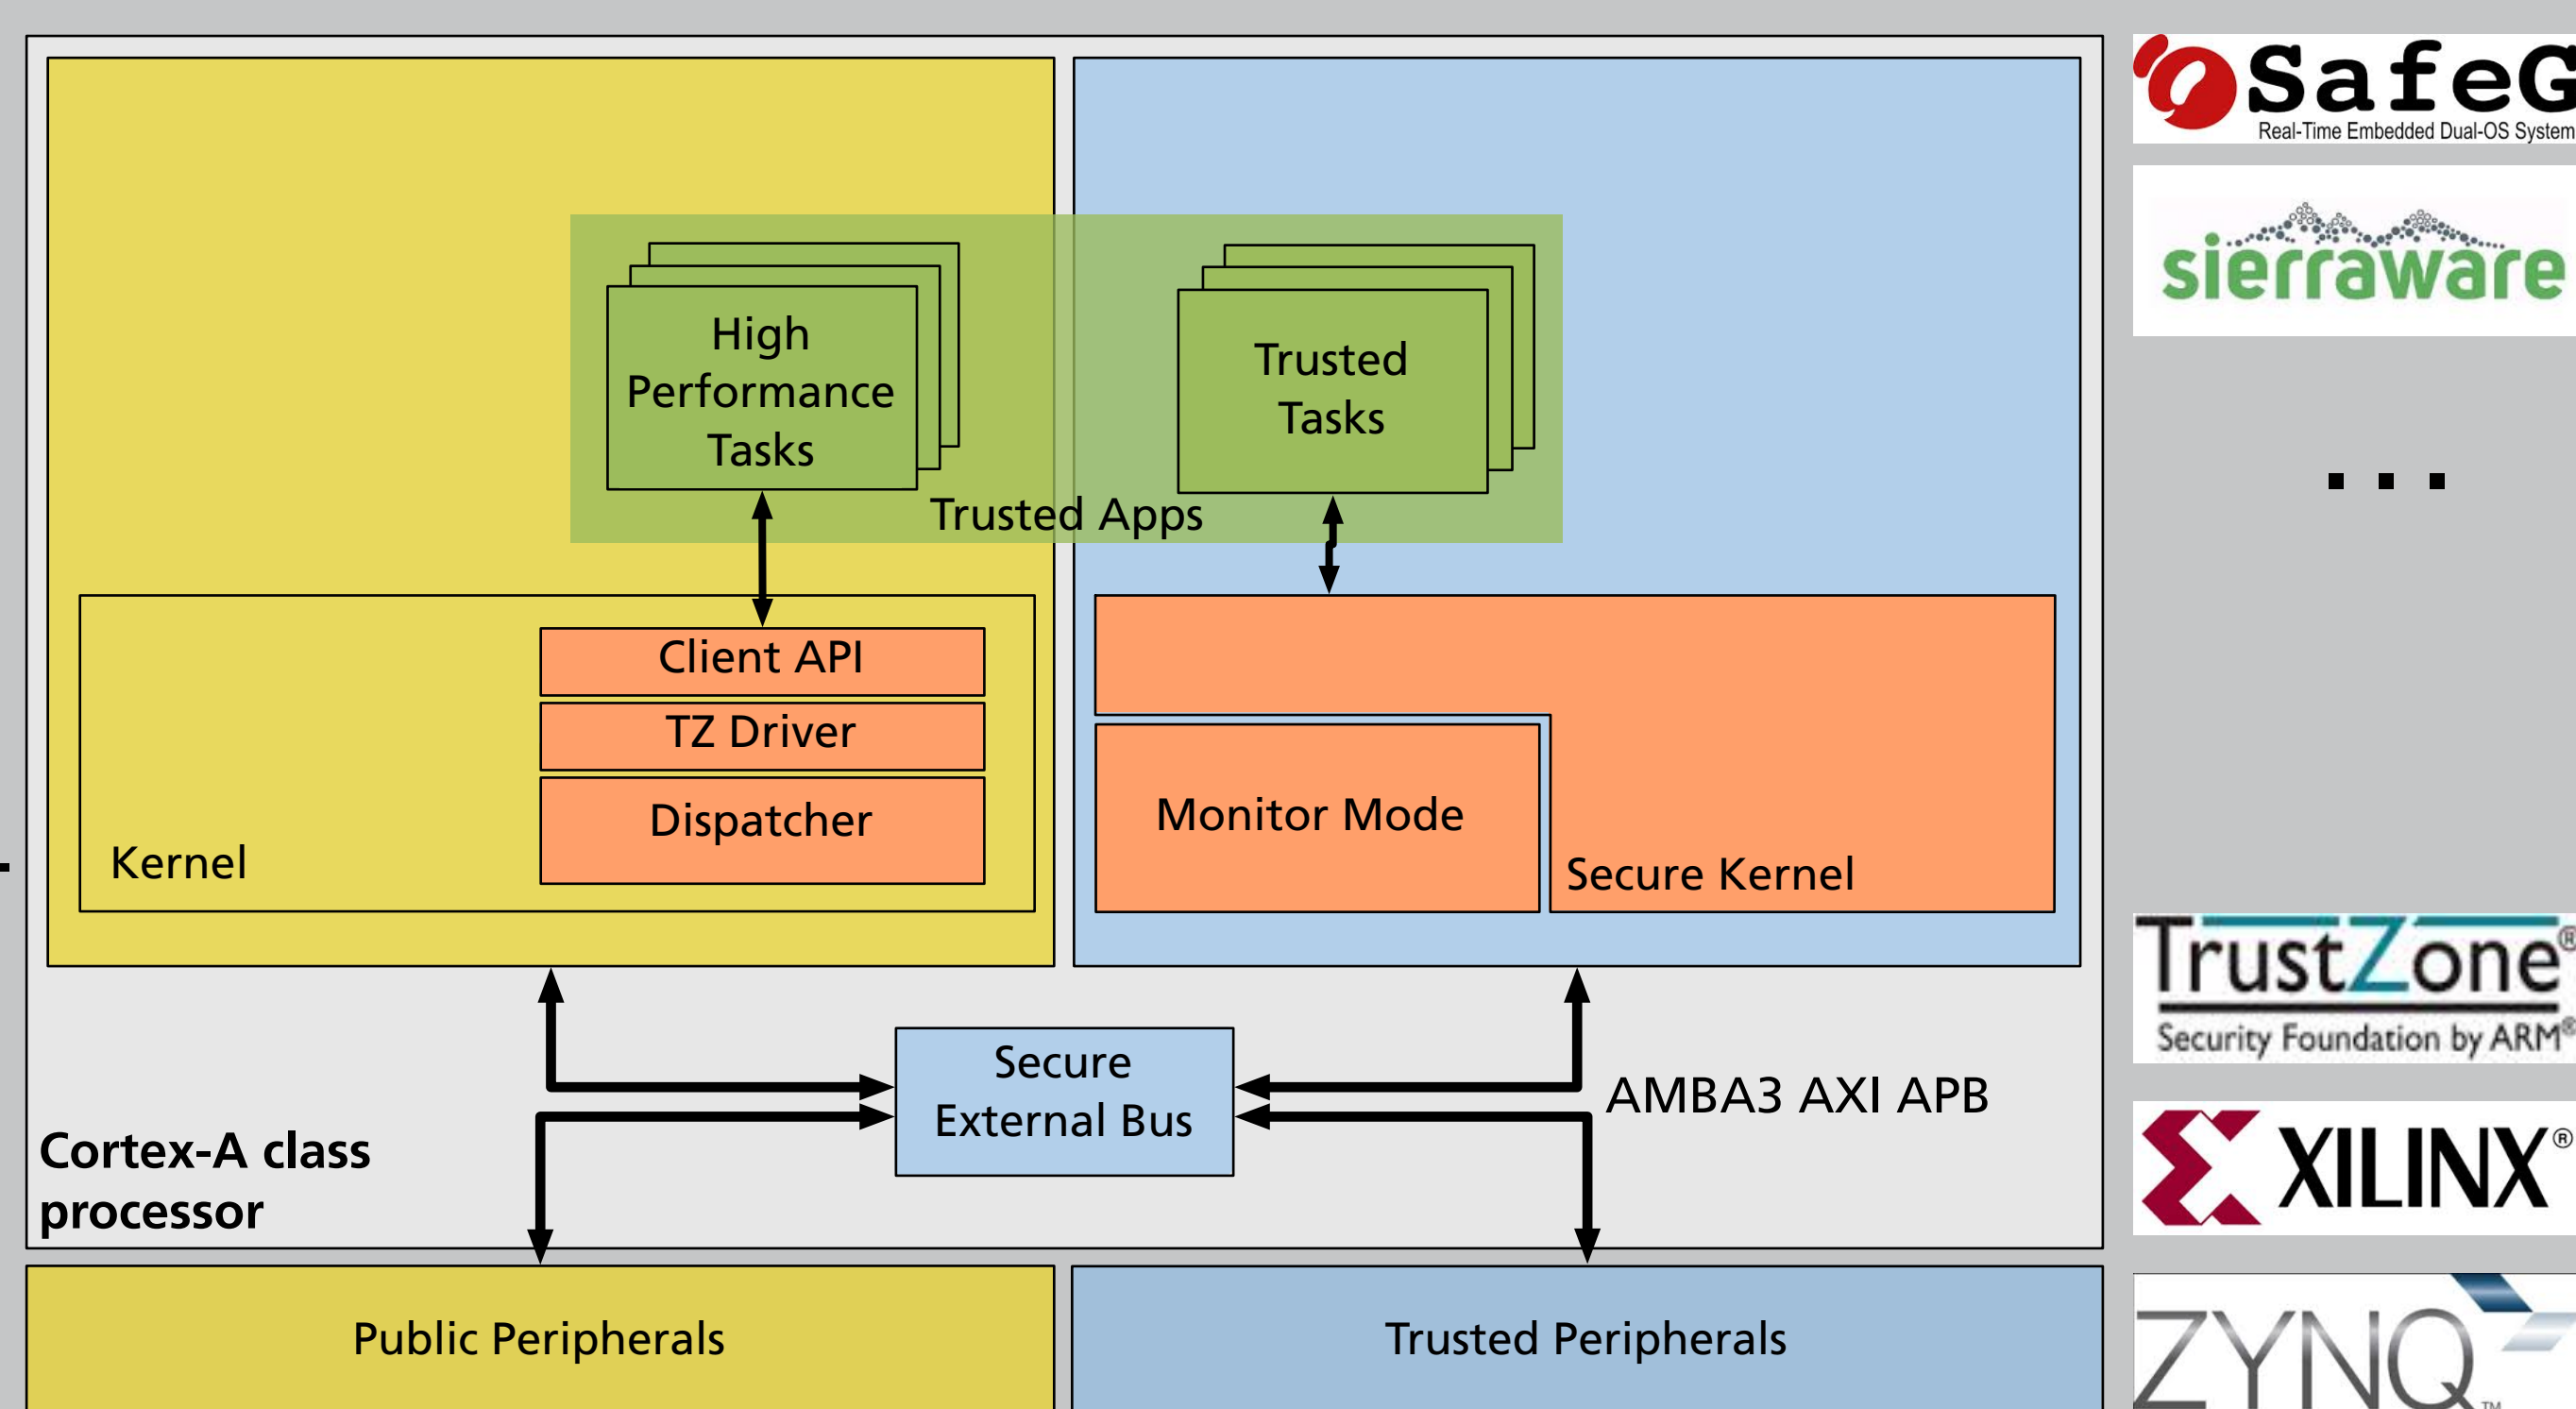 High
Performance
Tasks
Trusted
Tasks
Trusted Apps
Client API
TZ Driver
Dispatcher
Kernel
Monitor Mode
Secure Kernel
Secure
External Bus
AMBA3 AXI APB
Cortex-A class
processor
Public Peripherals
Trusted Peripherals
SafeG
Real-Time Embedded Dual-OS System
sierraware
...
TrustZone®
Security Foundation by ARM®
XILINX®
ZYNQ™